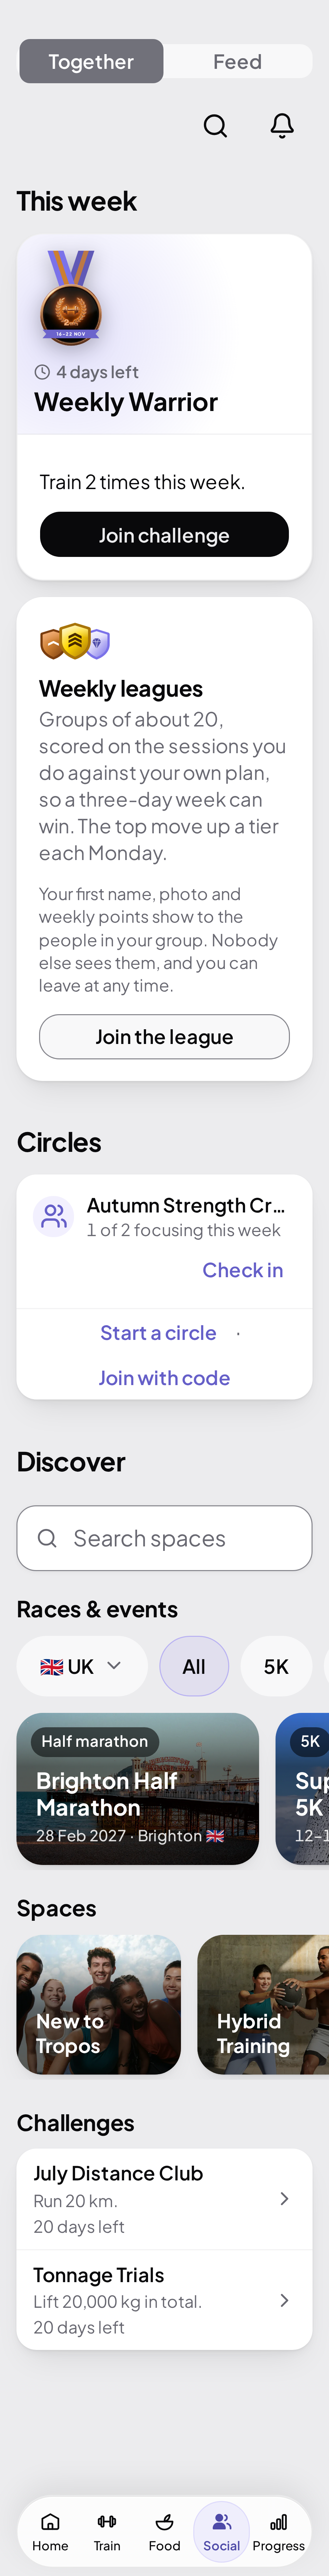 Together
Feed
This week
16–22 NOV
4 days left
Weekly Warrior
Train 2 times this week.
Join challenge
Weekly leagues
Groups of about 20,
scored on the sessions you
do against your own plan,
so a three-day week can
win. The top move up a tier
each Monday.
Your first name, photo and
weekly points show to the
people in your group. Nobody
else sees them, and you can
leave at any time.
Join the league
Circles
Autumn Strength Cr...
1 of 2 focusing this week
Check in
Start a circle ·
Join with code
Discover
Search spaces
Races & events
🇬🇧 UK
All
5K
Half marathon
Brighton Half
Marathon
28 Feb 2027 · Brighton 🇬🇧
5K
Sup
5K
12–1
Spaces
New to
Tropos
Hybrid
Training
Challenges
July Distance Club
Run 20 km.
20 days left
Tonnage Trials
Lift 20,000 kg in total.
20 days left
Home
Train
Food
Social
Progress